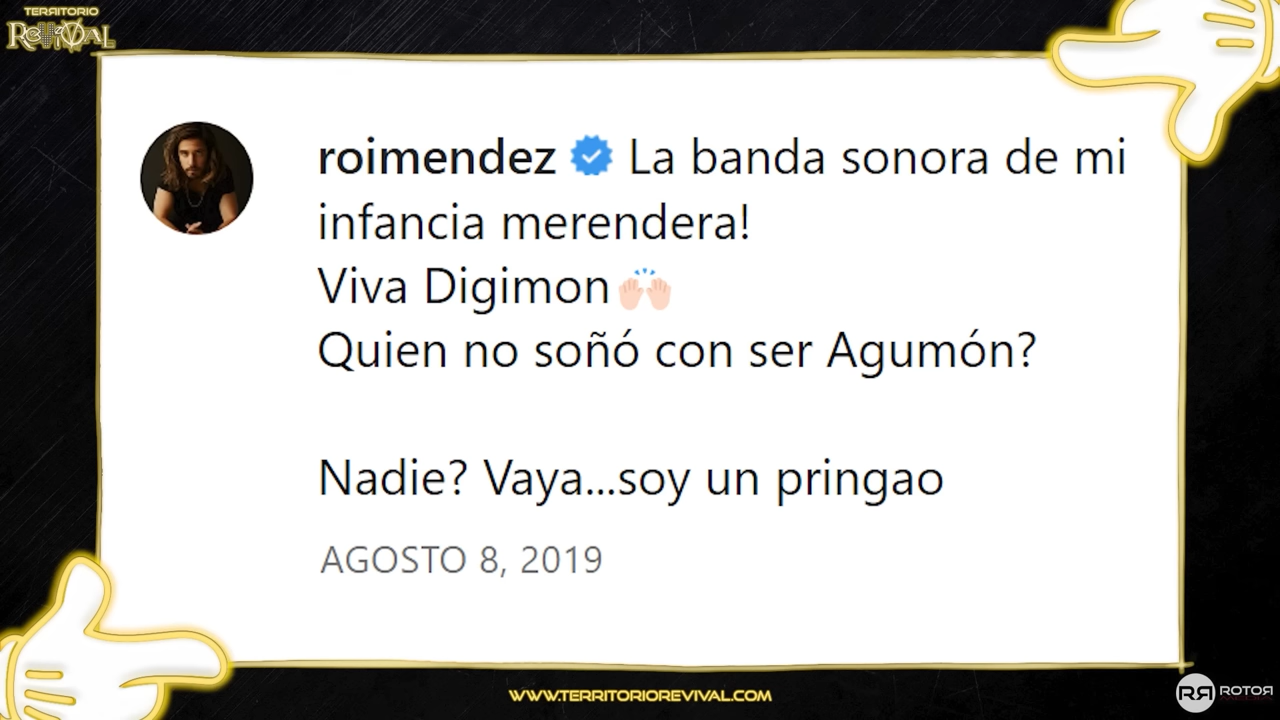 TERRITORIO
REVIVAL
roimendez La banda sonora de mi
infancia merendera!
Viva Digimon🙌🏻
Quien no soñó con ser Agumón?
Nadie? Vaya...soy un pringao
AGOSTO 8, 2019
WWW.TERRITORIOREVIVAL.COM
RR ROTOR